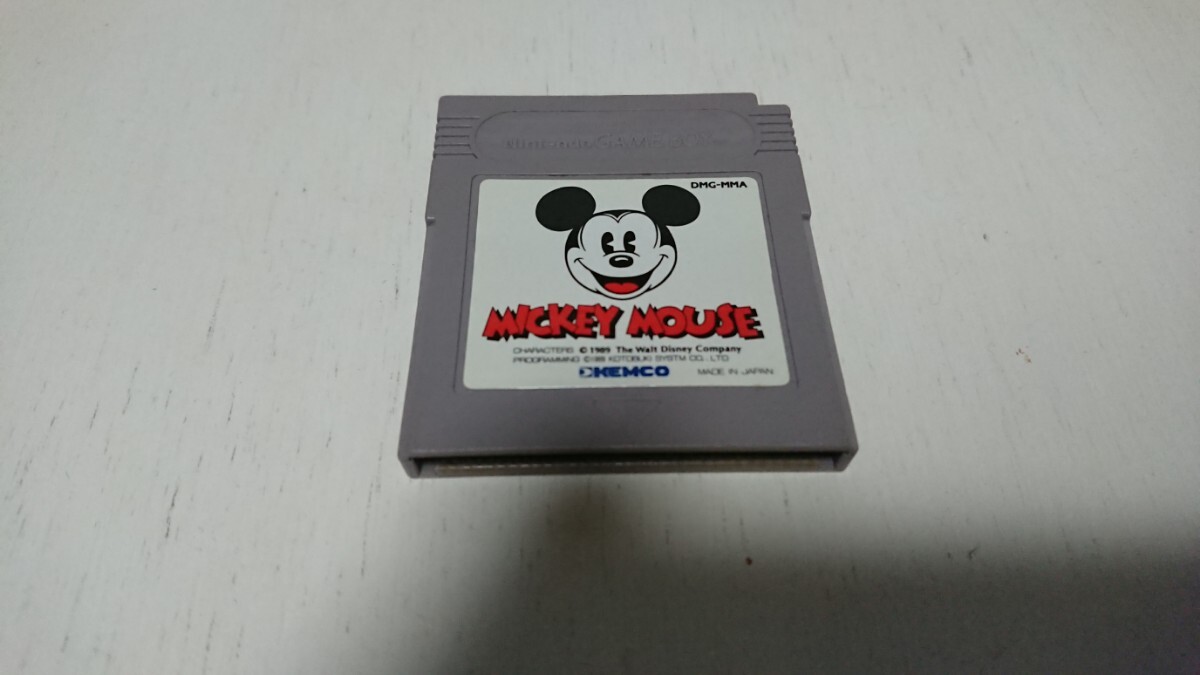 Nintendo GAME BOY
DMG-MMA
MICKEY MOUSE
CHARACTERS © 1989 The Walt Disney Company
PROGRAMMING ©1989 KOTOBUKI SYSTM CO., LTD
KEMCO
MADE IN JAPAN